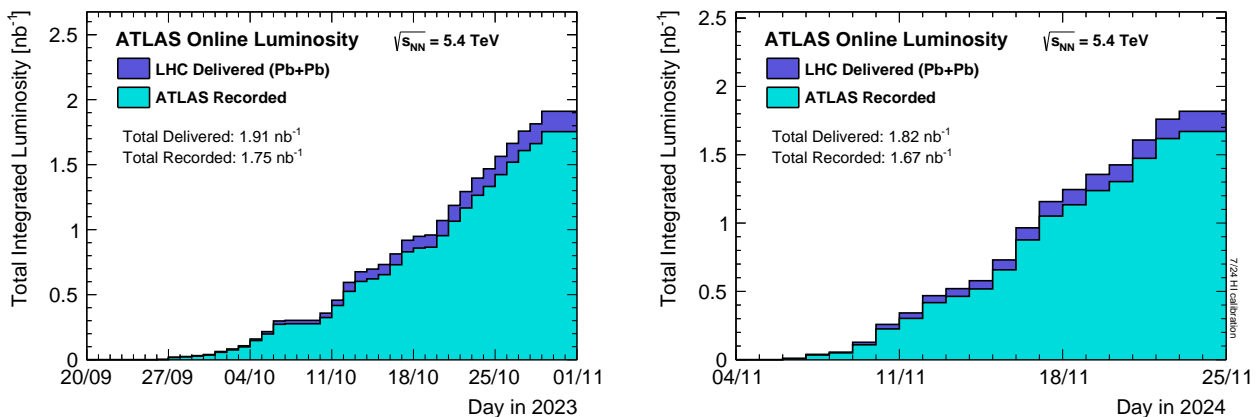 Total Integrated Luminosity [nb⁻¹]
2.5
2
1.5
1
0.5
0
ATLAS Online Luminosity √s_NN = 5.4 TeV
LHC Delivered (Pb+Pb)
ATLAS Recorded
Total Delivered: 1.91 nb⁻¹
Total Recorded: 1.75 nb⁻¹
20/09 27/09 04/10 11/10 18/10 25/10 01/11
Day in 2023
Total Integrated Luminosity [nb⁻¹]
2.5
2
1.5
1
0.5
0
ATLAS Online Luminosity √s_NN = 5.4 TeV
LHC Delivered (Pb+Pb)
ATLAS Recorded
Total Delivered: 1.82 nb⁻¹
Total Recorded: 1.67 nb⁻¹
7/24 HI calibration
04/11 11/11 18/11 25/11
Day in 2024